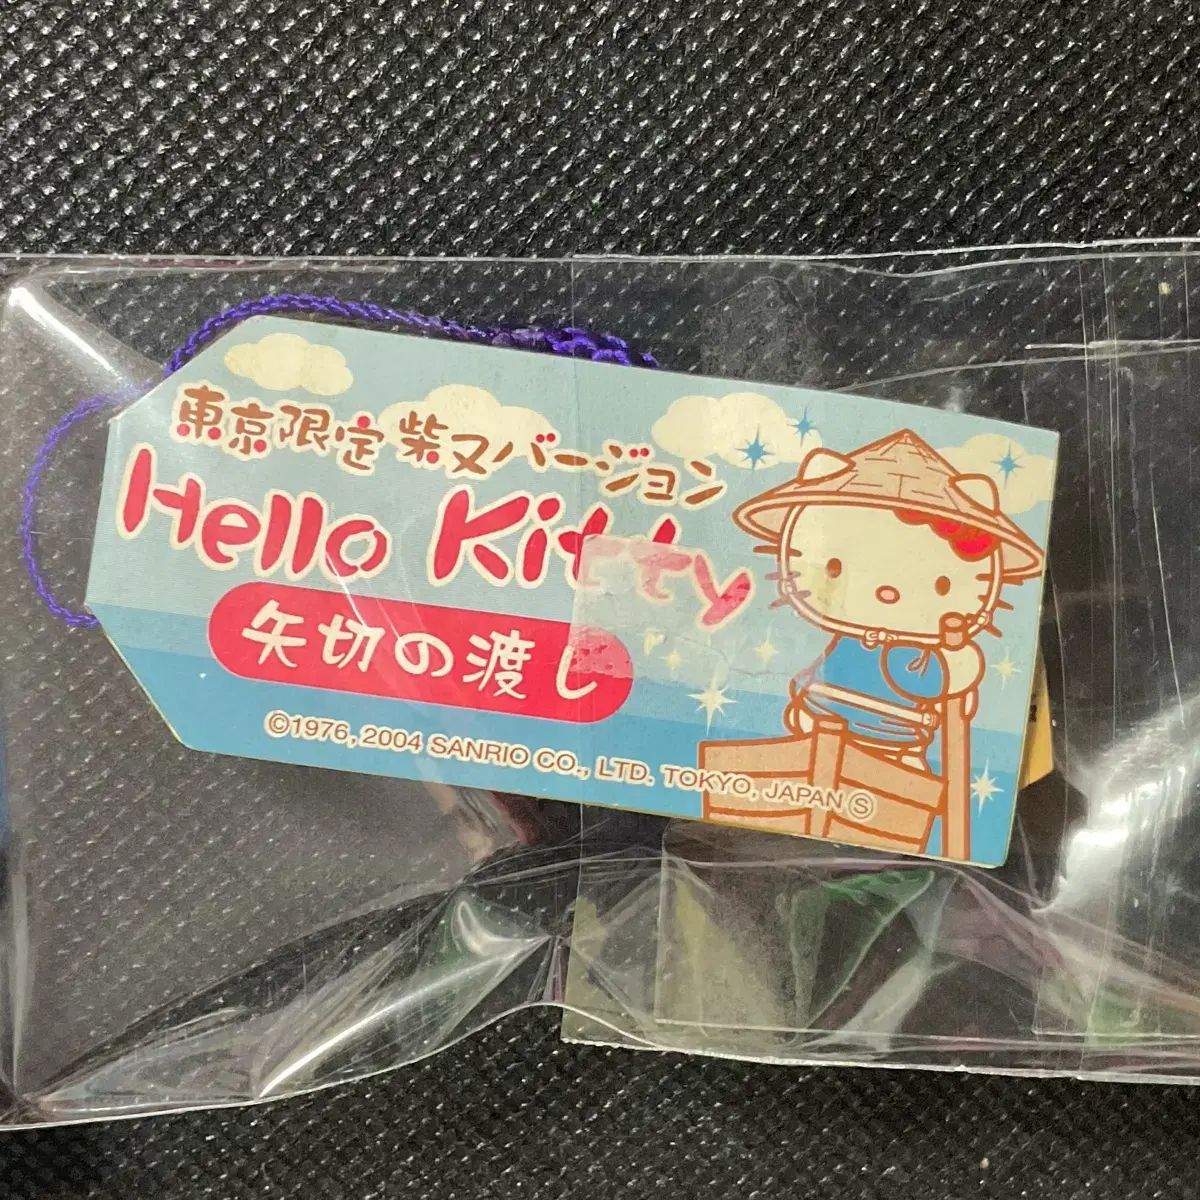 東京限定 柴又バージョン
Hello Kitty
矢切の渡し
©1976, 2004 SANRIO CO., LTD. TOKYO, JAPAN Ⓢ